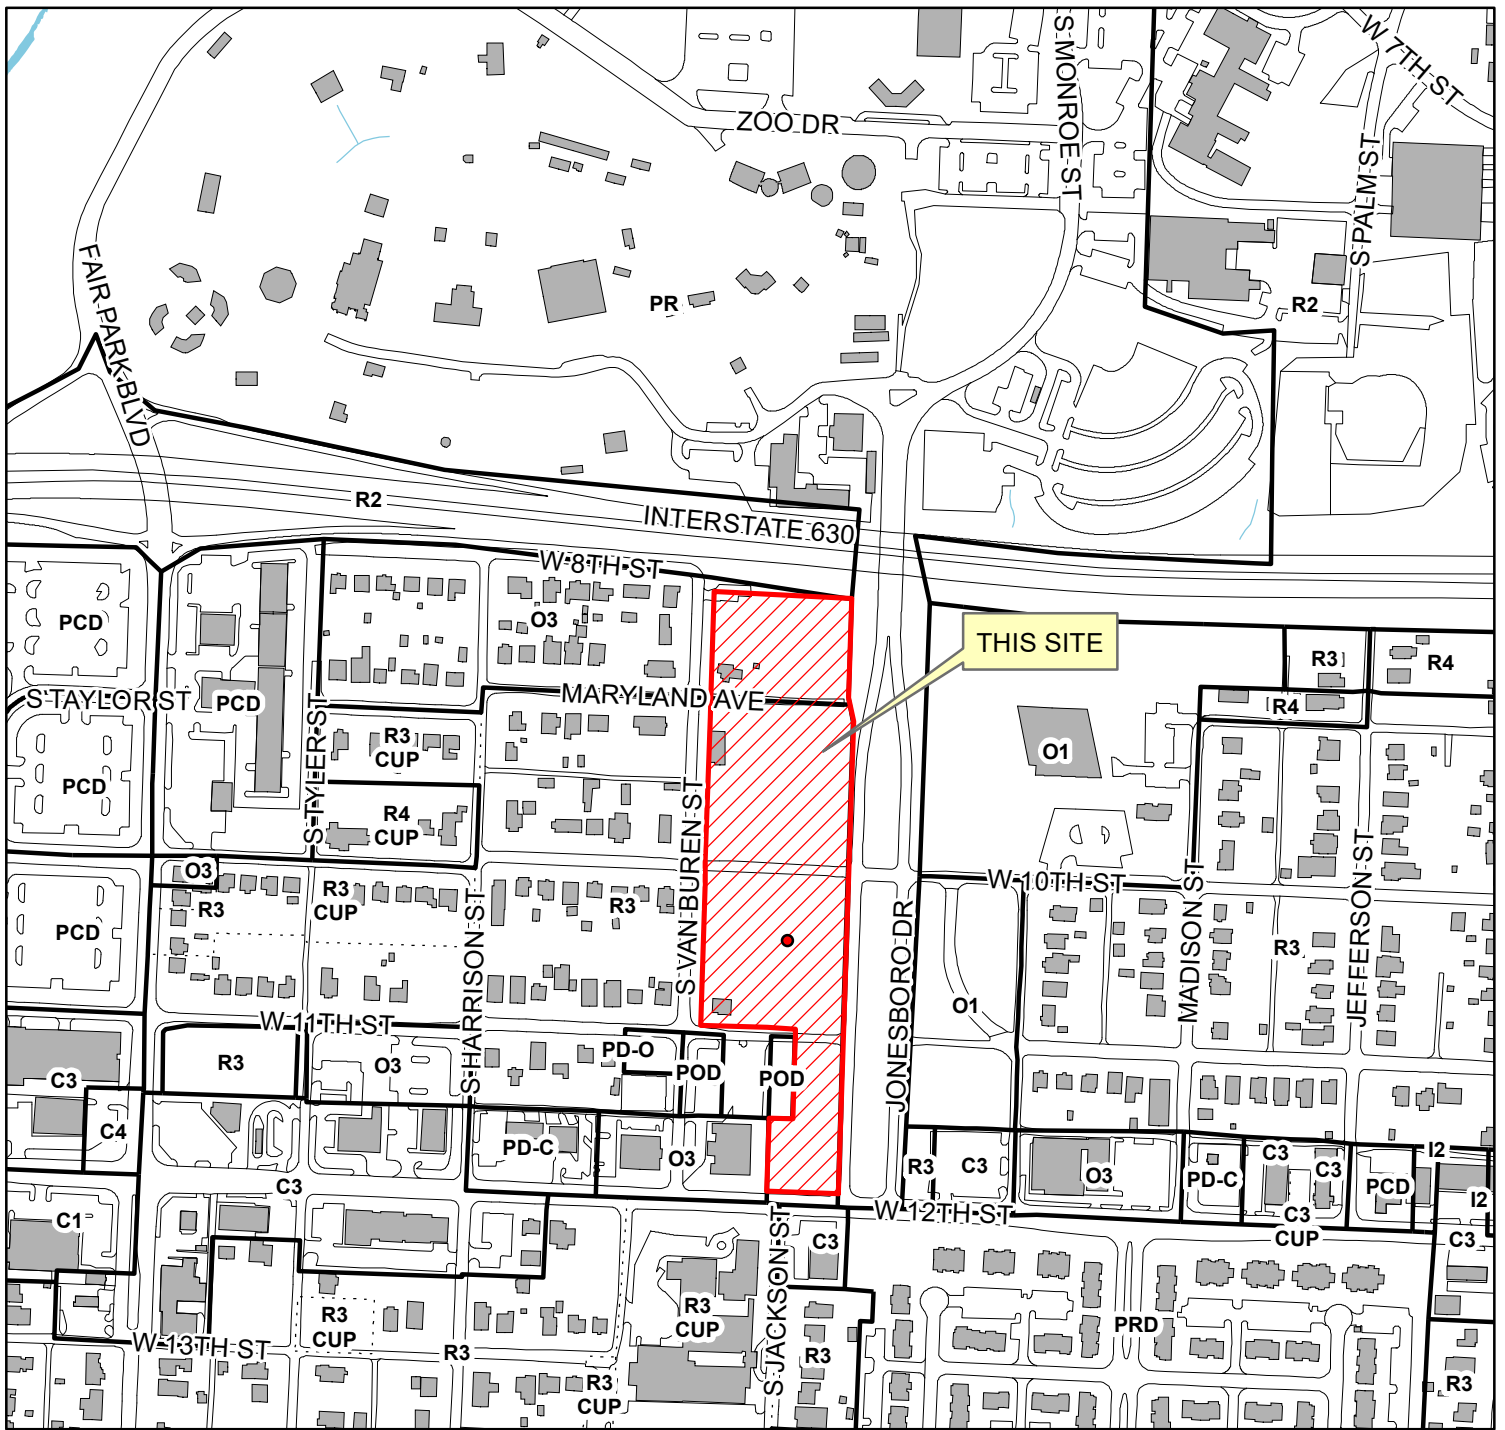 W 7TH ST
S MONROE ST
ZOO DR
S PALM ST
FAIR PARK BLVD
PR
R2
R2
INTERSTATE 630
W 8TH ST
PCD
O3
THIS SITE
R3
R4
S TAYLOR ST
PCD
MARYLAND AVE
R4
S TYLER ST
R3
CUP
O1
PCD
R4
CUP
S VAN BUREN ST
O3
R3
R3
CUP
R3
W 10TH ST
MADISON ST
JEFFERSON ST
PCD
S HARRISON ST
JONESBORO DR
R3
O1
W 11TH ST
R3
O3
PD-O
POD
POD
C3
C4
PD-C
O3
R3
C3
O3
PD-C
C3
C3
I2
PCD
I2
C3
C1
W 12TH ST
C3
CUP
C3
C3
S JACKSON ST
R3
CUP
R3
CUP
PRD
W 13TH ST
R3
R3
R3
CUP
R3